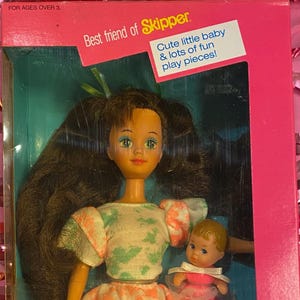 FOR AGES OVER 3.
Best friend of Skipper
Cute little baby
& lots of fun
play pieces!